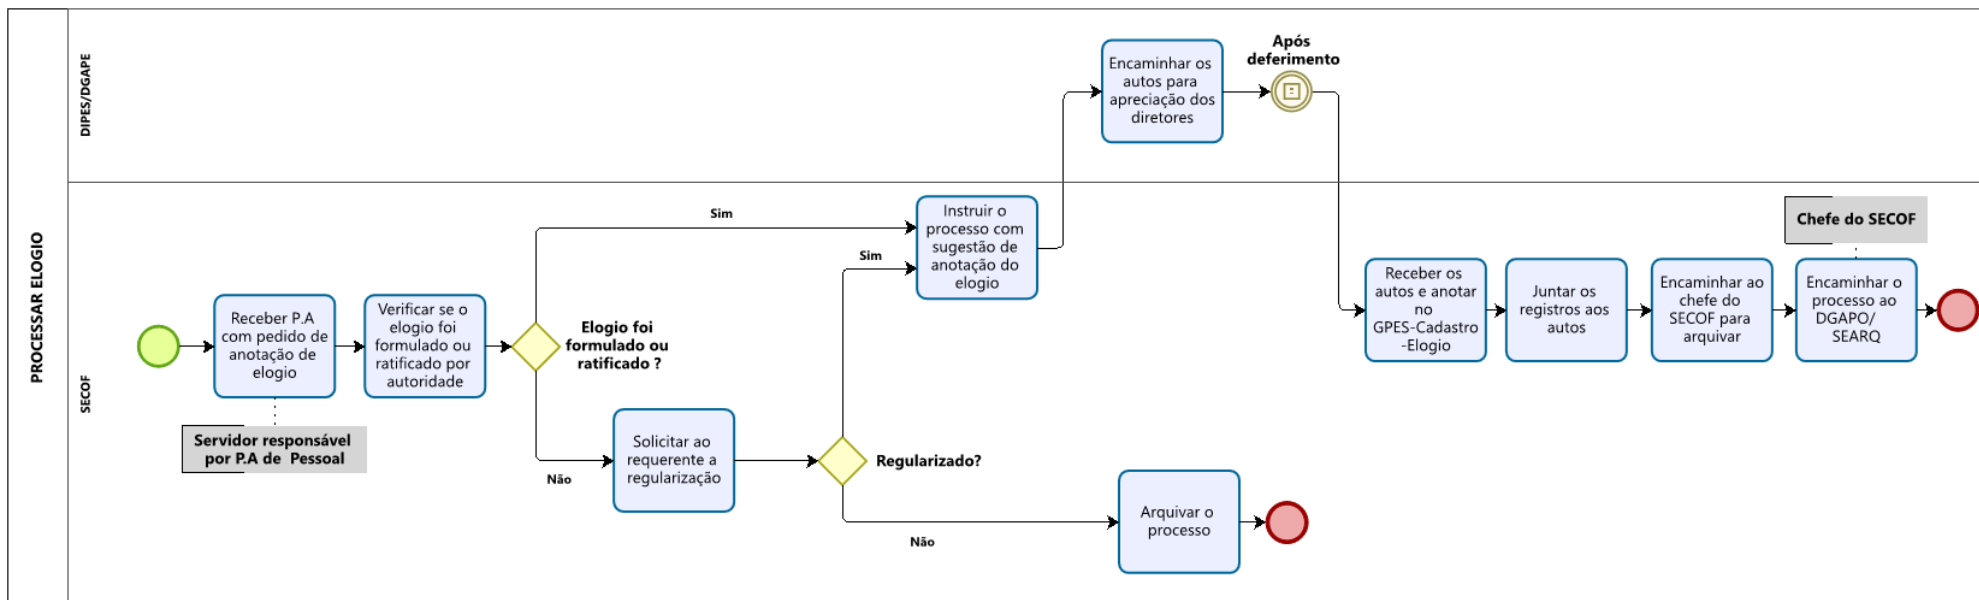 PROCESSAR ELOGIO
DIPES/DGAPE
Encaminhar os
autos para
apreciação dos
diretores
Após
deferimento
SECOF
Receber P.A
com pedido de
anotação de
elogio
Servidor responsável
por P.A de  Pessoal
Verificar se o
elogio foi
formulado ou
ratificado por
autoridade
Elogio foi
formulado ou
ratificado ?
Sim
Não
Solicitar ao
requerente a
regularização
Regularizado?
Sim
Não
Instruir o
processo com
sugestão de
anotação do
elogio
Arquivar o
processo
Receber os
autos e anotar
no
GPES-Cadastro
-Elogio
Juntar os
registros aos
autos
Encaminhar ao
chefe do
SECOF para
arquivar
Chefe do SECOF
Encaminhar o
processo ao
DGAPO/
SEARQ